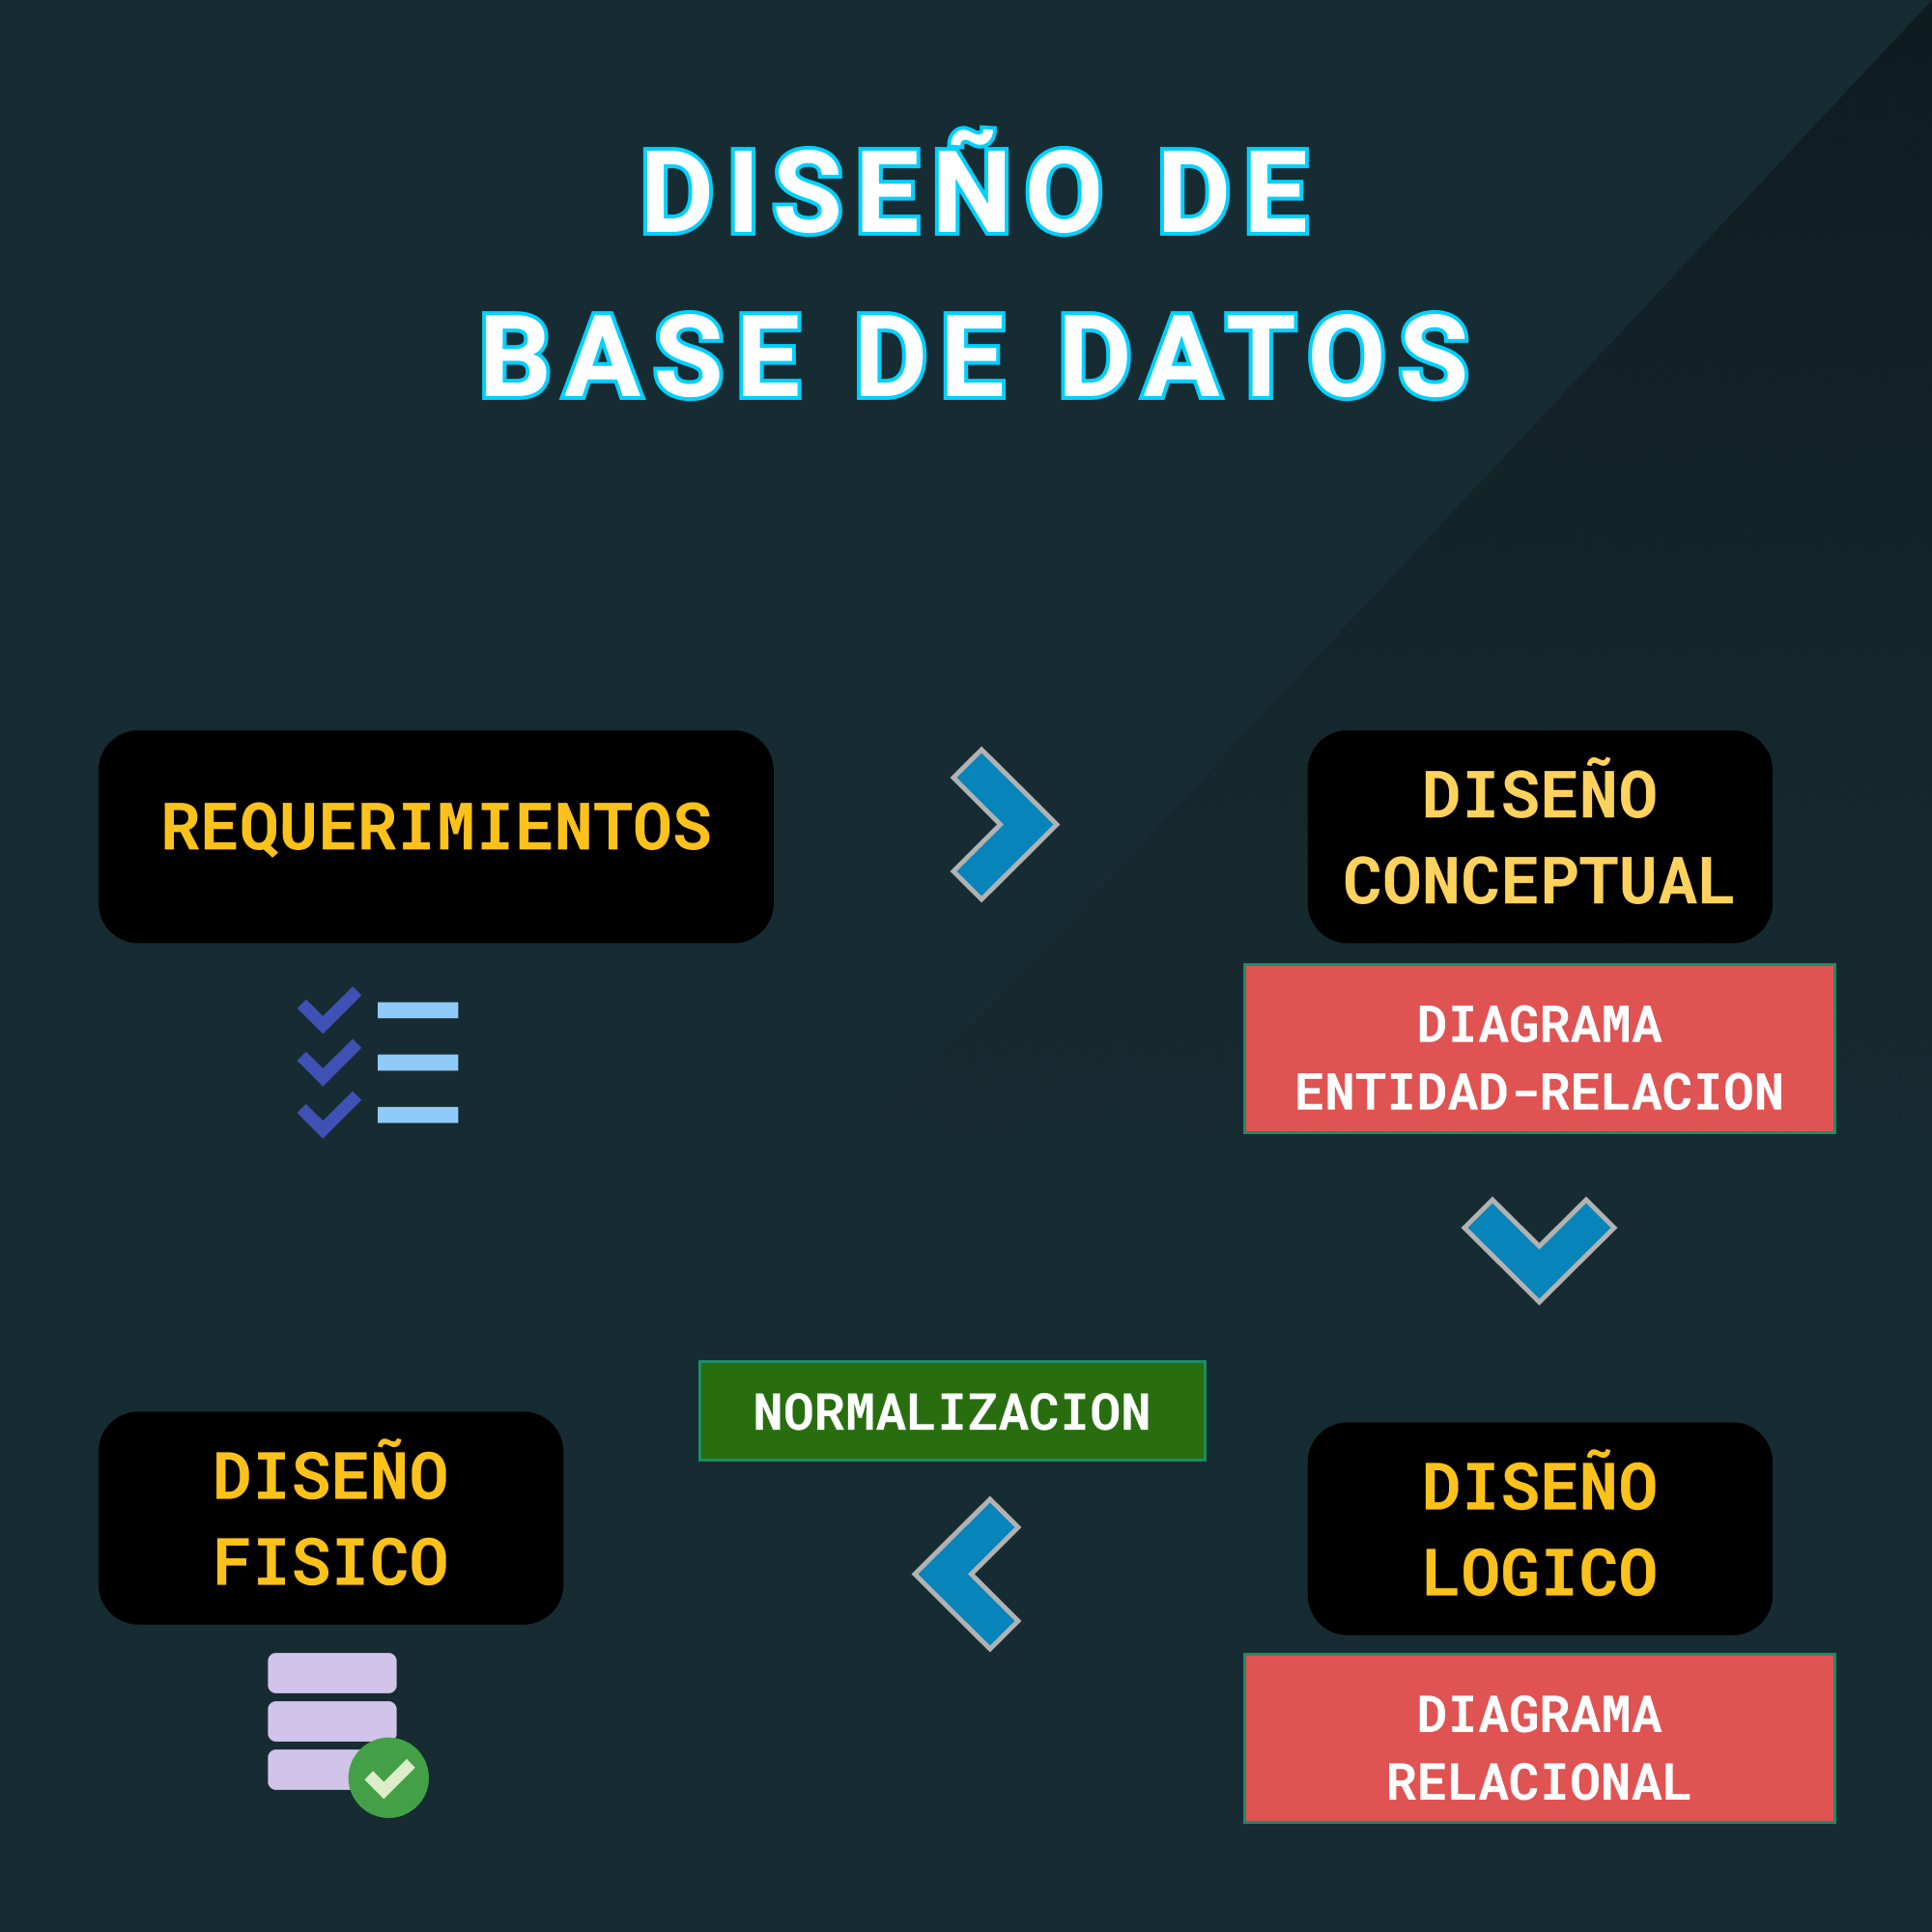 DISEÑO DE
BASE DE DATOS
REQUERIMIENTOS
DISEÑO
CONCEPTUAL
DIAGRAMA
ENTIDAD-RELACION
DISEÑO
LOGICO
DIAGRAMA
RELACIONAL
NORMALIZACION
DISEÑO
FISICO